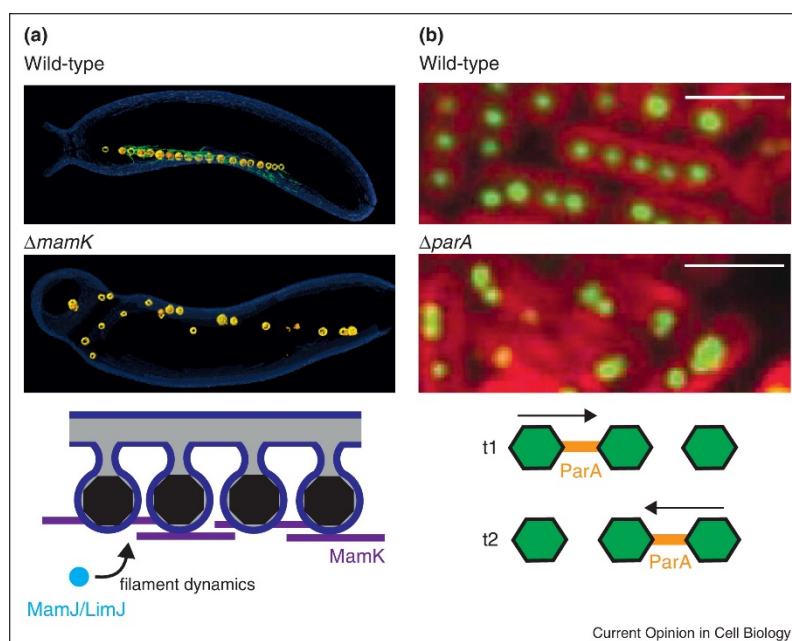 (a)
Wild-type
ΔmamK
MamK
filament dynamics
MamJ/LimJ
(b)
Wild-type
ΔparA
t1
ParA
t2
ParA
Current Opinion in Cell Biology